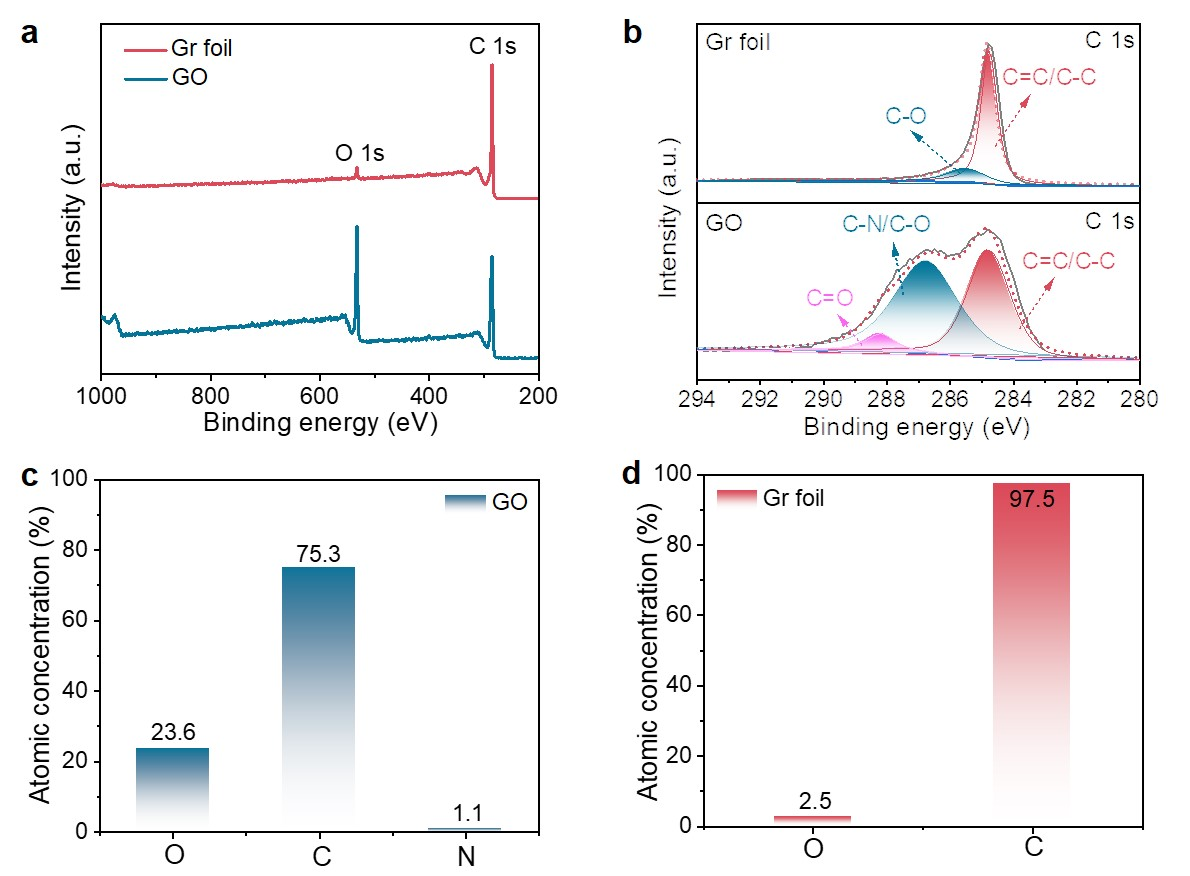 a
Gr foil
GO
C 1s
O 1s
Intensity (a.u.)
1000 800 600 400 200
Binding energy (eV)
b
Gr foil
C 1s
C=C/C-C
C-O
GO
C 1s
C-N/C-O
C=C/C-C
C=O
Intensity (a.u.)
294 292 290 288 286 284 282 280
Binding energy (eV)
c
GO
100
80
60
40
20
0
Atomic concentration (%)
23.6
75.3
1.1
O C N
d
Gr foil
100
80
60
40
20
0
Atomic concentration (%)
2.5
97.5
O C